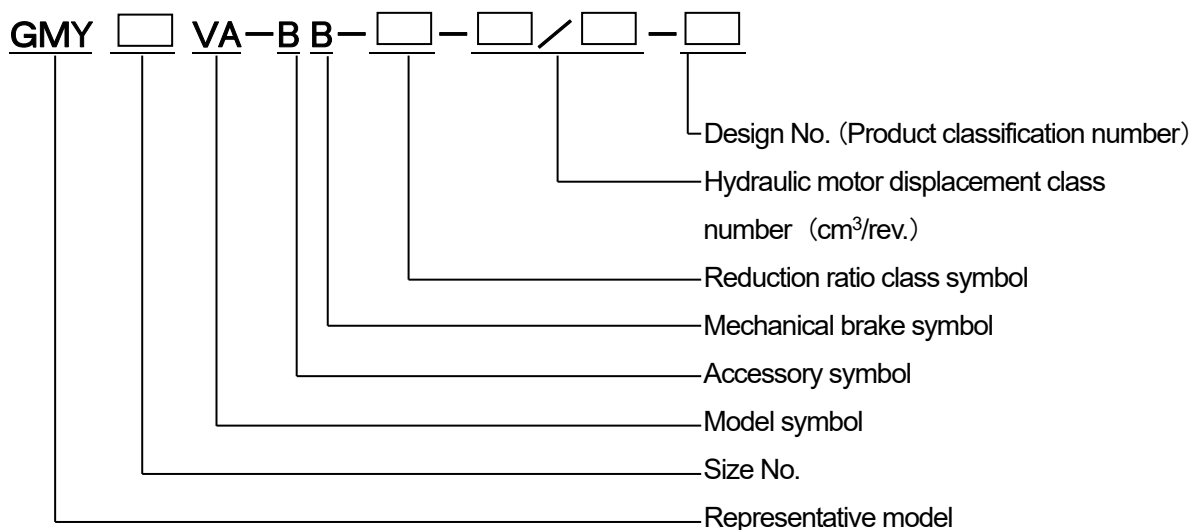 GMY □ VA－B B－□－□／□－□
Design No.（Product classification number）
Hydraulic motor displacement class
number（cm³/rev.）
Reduction ratio class symbol
Mechanical brake symbol
Accessory symbol
Model symbol
Size No.
Representative model